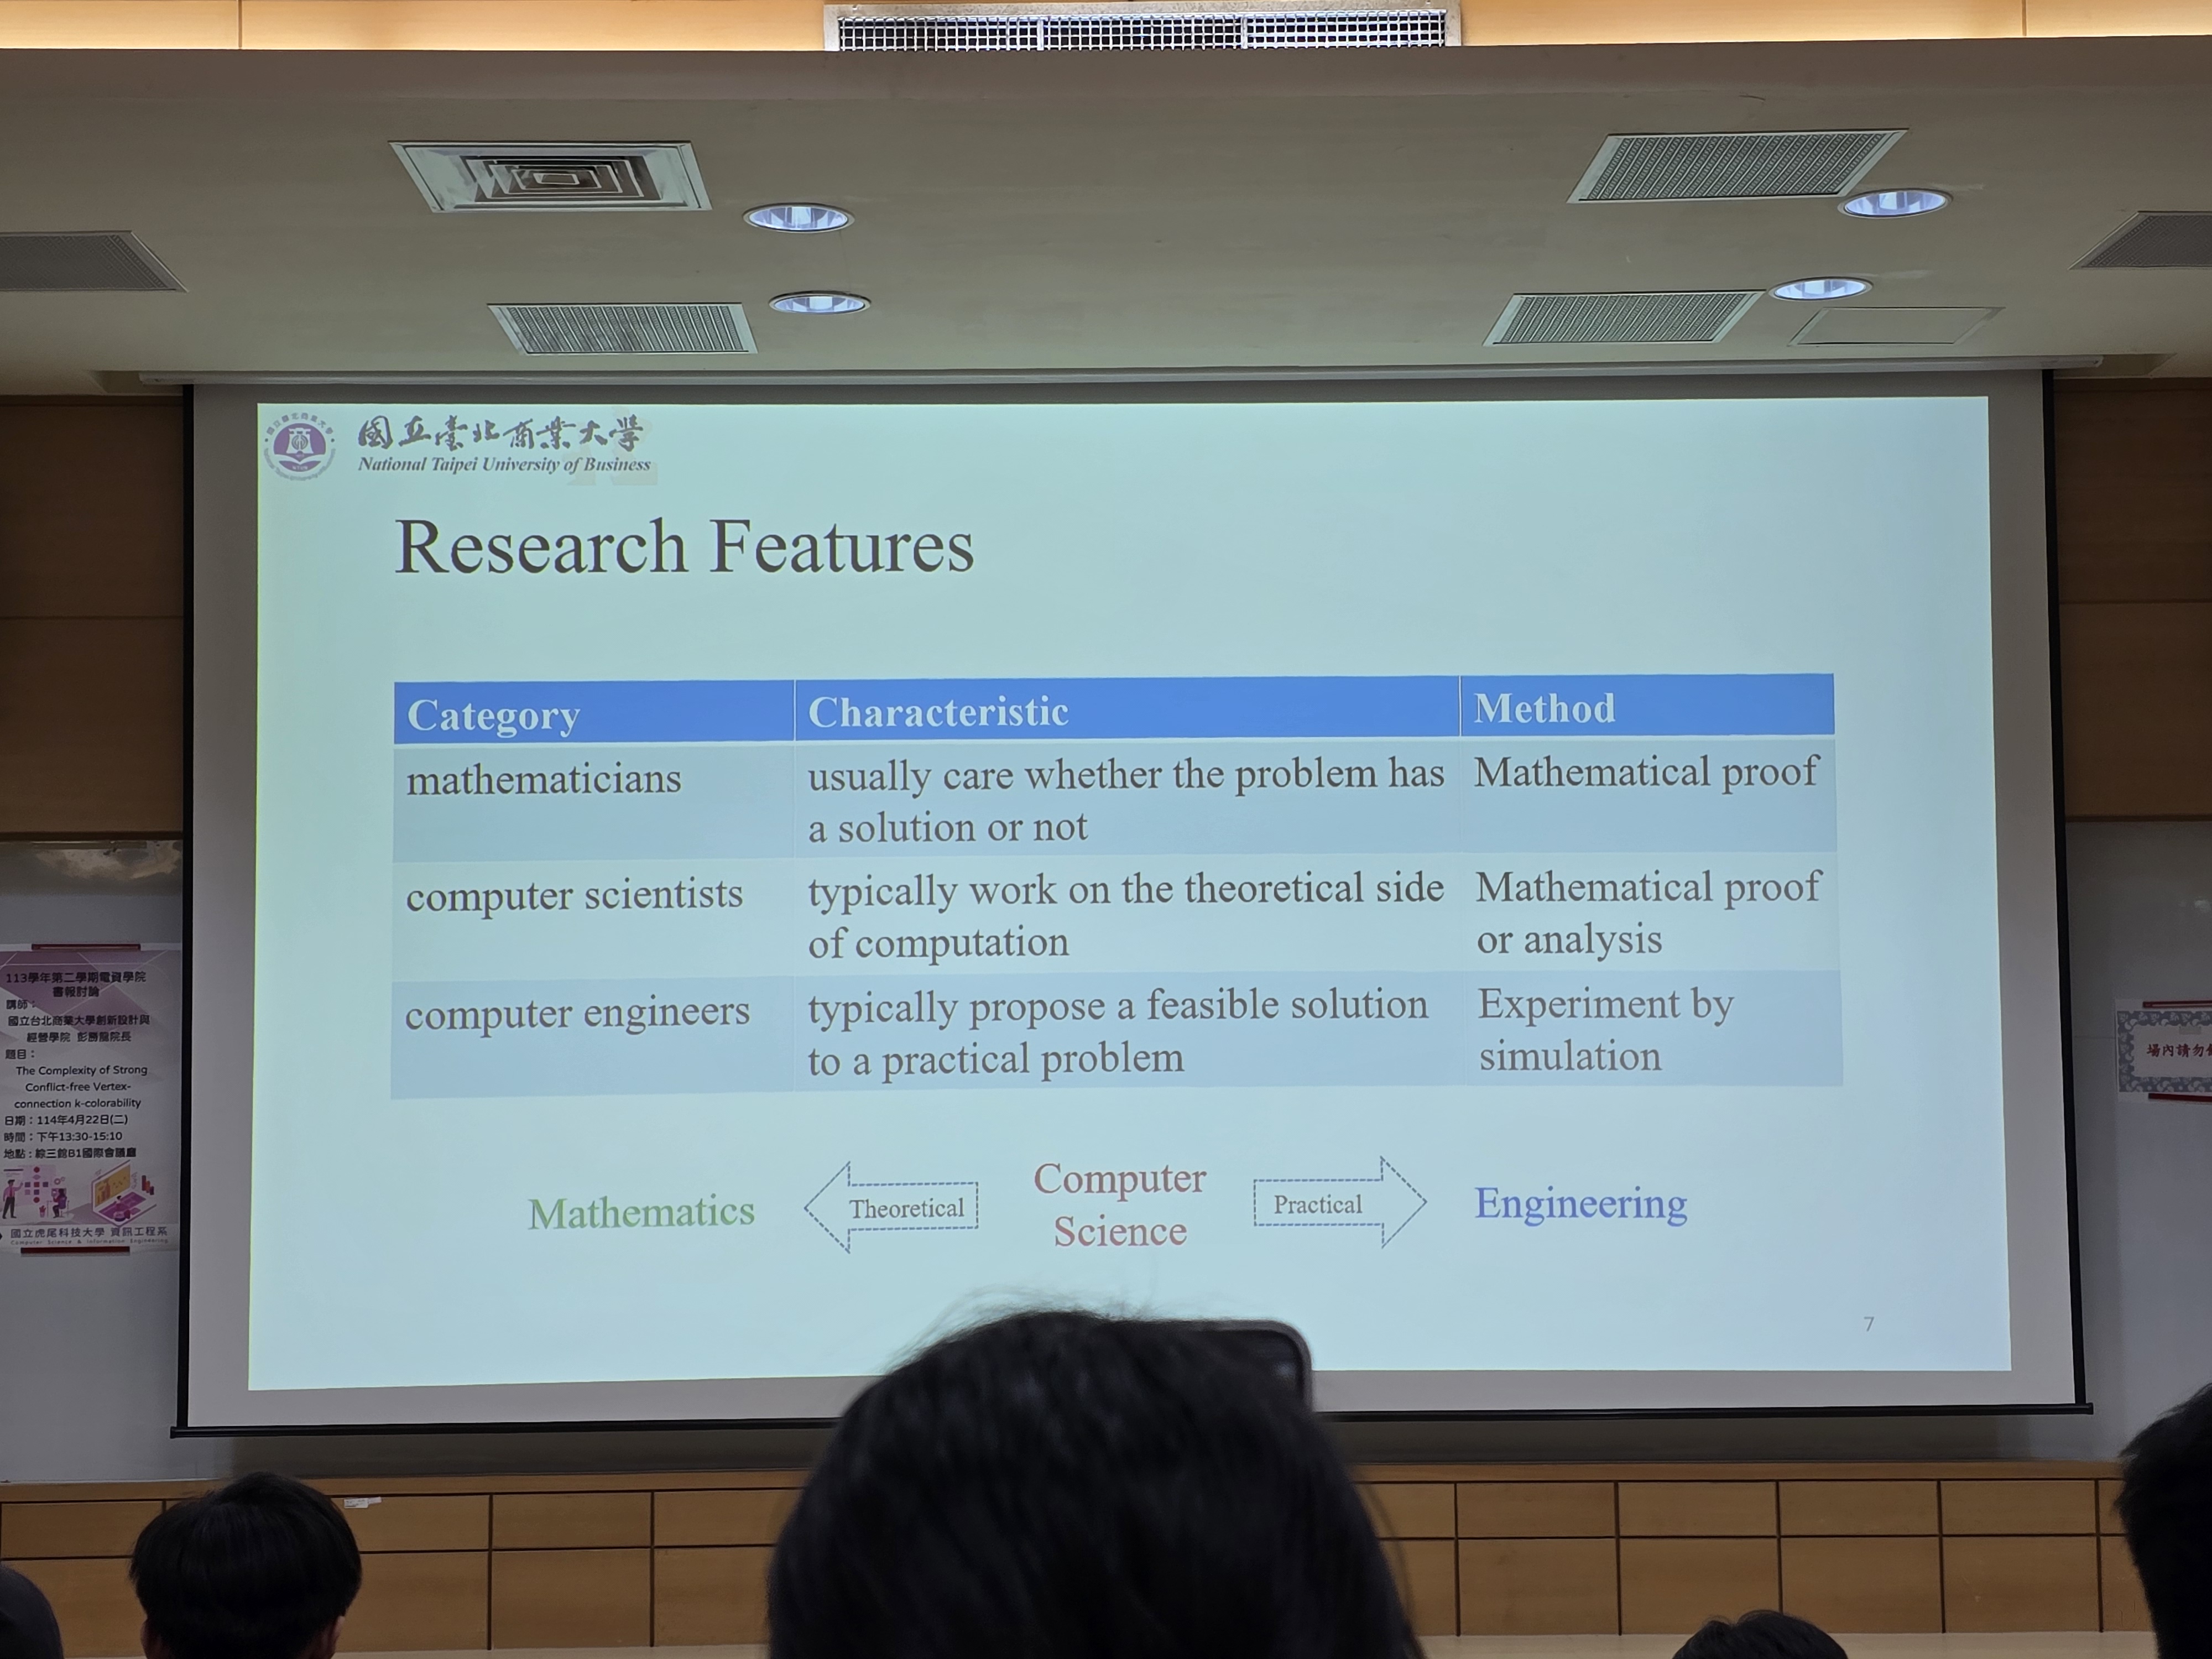 國立臺北商業大學
National Taipei University of Business
Research Features
Category
Characteristic
Method
mathematicians
usually care whether the problem has
a solution or not
Mathematical proof
computer scientists
typically work on the theoretical side
of computation
Mathematical proof
or analysis
computer engineers
typically propose a feasible solution
to a practical problem
Experiment by
simulation
Mathematics
Theoretical
Computer
Science
Practical
Engineering
7
113學年第二學期電資學院
書報討論
講師：
國立台北商業大學創新設計與
經營學院 彭勝龍院長
題目：
The Complexity of Strong
Conflict-free Vertex-
connection k-colorability
日期：114年4月22日(二)
時間：下午13:30-15:10
地點：綜三館B1國際會議廳
國立虎尾科技大學 資訊工程系
Computer Science & Information Engineering
場內請勿